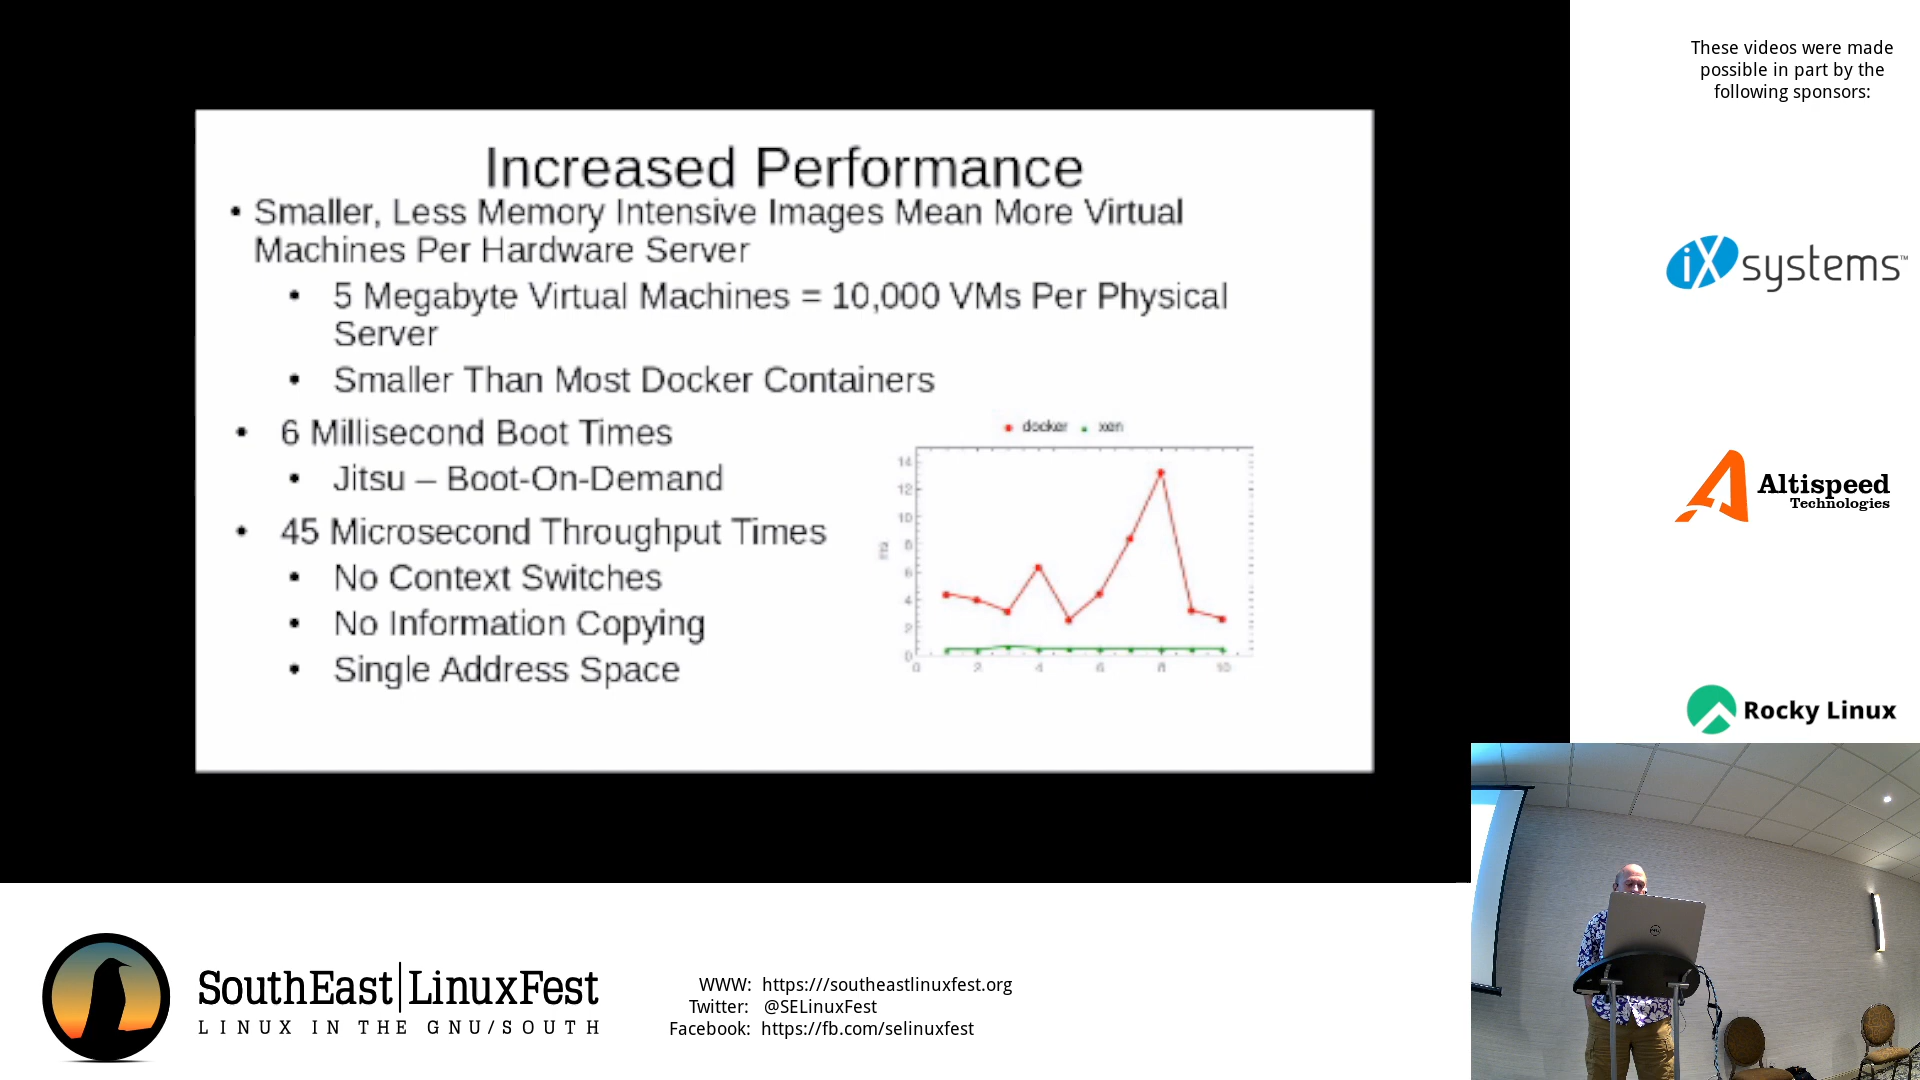 These videos were made
possible in part by the
following sponsors:
Increased Performance
• Smaller, Less Memory Intensive Images Mean More Virtual
Machines Per Hardware Server
• 5 Megabyte Virtual Machines = 10,000 VMs Per Physical
Server
• Smaller Than Most Docker Containers
• 6 Millisecond Boot Times
• Jitsu – Boot-On-Demand
• 45 Microsecond Throughput Times
• No Context Switches
• No Information Copying
• Single Address Space
docker xen
14
12
10
8
6
4
2
0
ms
0 2 4 6 8 10
iXsystems™
Altispeed
Technologies
Rocky Linux
SouthEast|LinuxFest
LINUX IN THE GNU/SOUTH
WWW: https:///southeastlinuxfest.org
Twitter: @SELinuxFest
Facebook: https://fb.com/selinuxfest
DELL